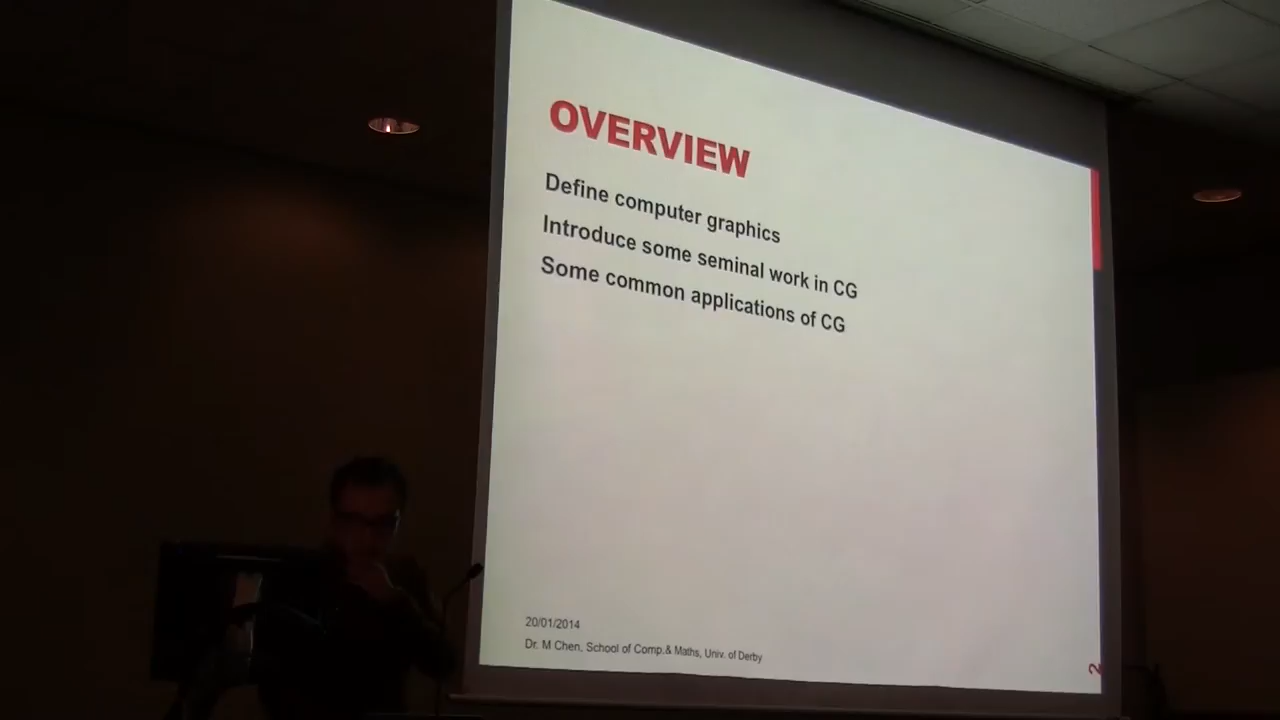 OVERVIEW
Define computer graphics
Introduce some seminal work in CG
Some common applications of CG
20/01/2014
Dr. M Chen, School of Comp.& Maths, Univ. of Derby
2